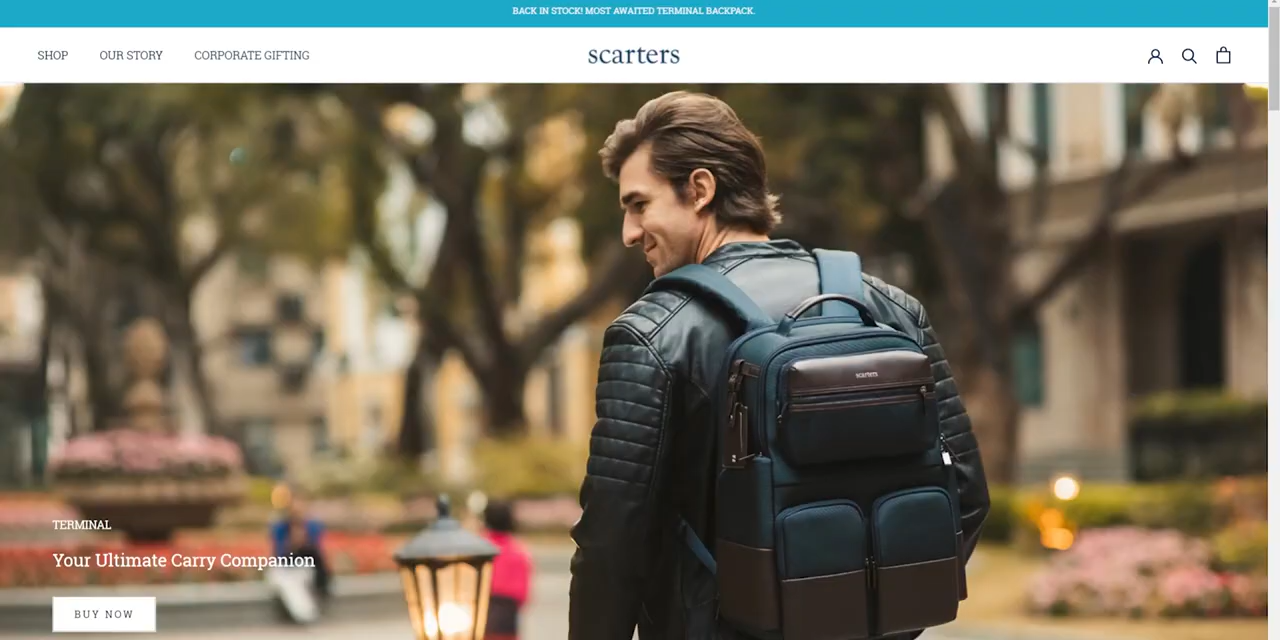 BACK IN STOCK! MOST AWAITED TERMINAL BACKPACK.
SHOP
OUR STORY
CORPORATE GIFTING
scarters
scarters
TERMINAL
Your Ultimate Carry Companion
BUY NOW